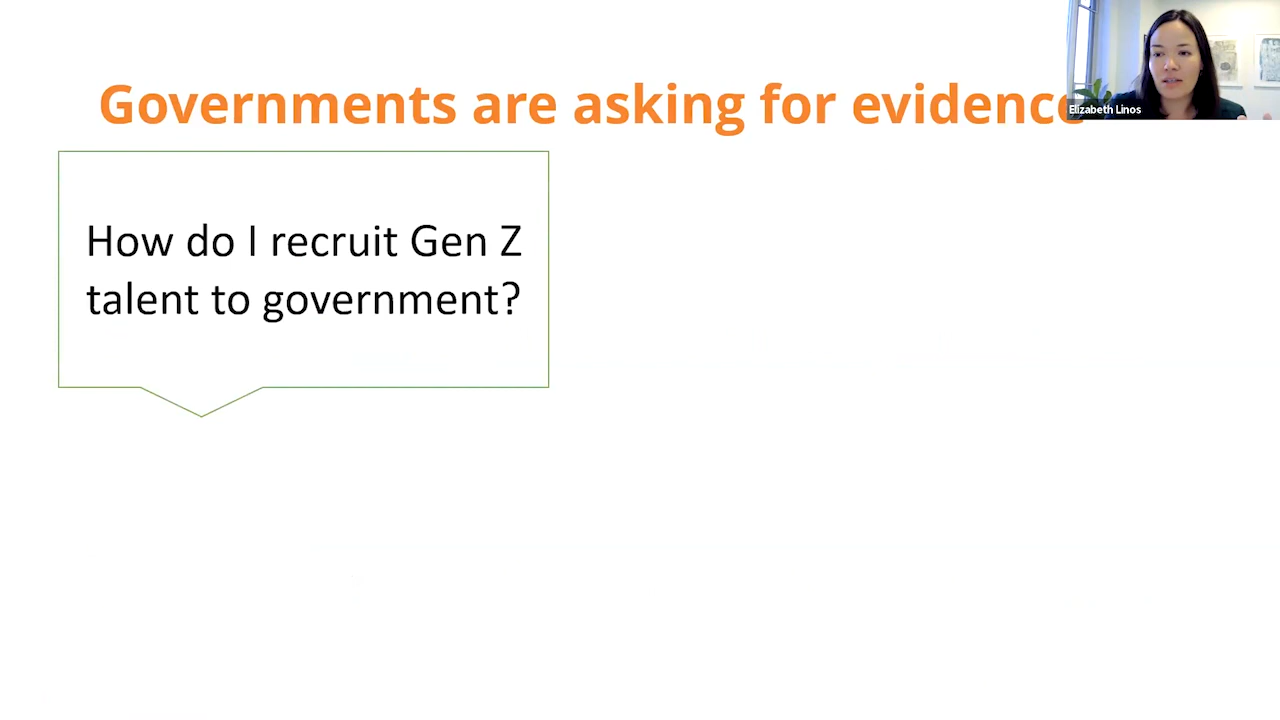 Governments are asking for evidence
Elizabeth Linos
How do I recruit Gen Z
talent to government?